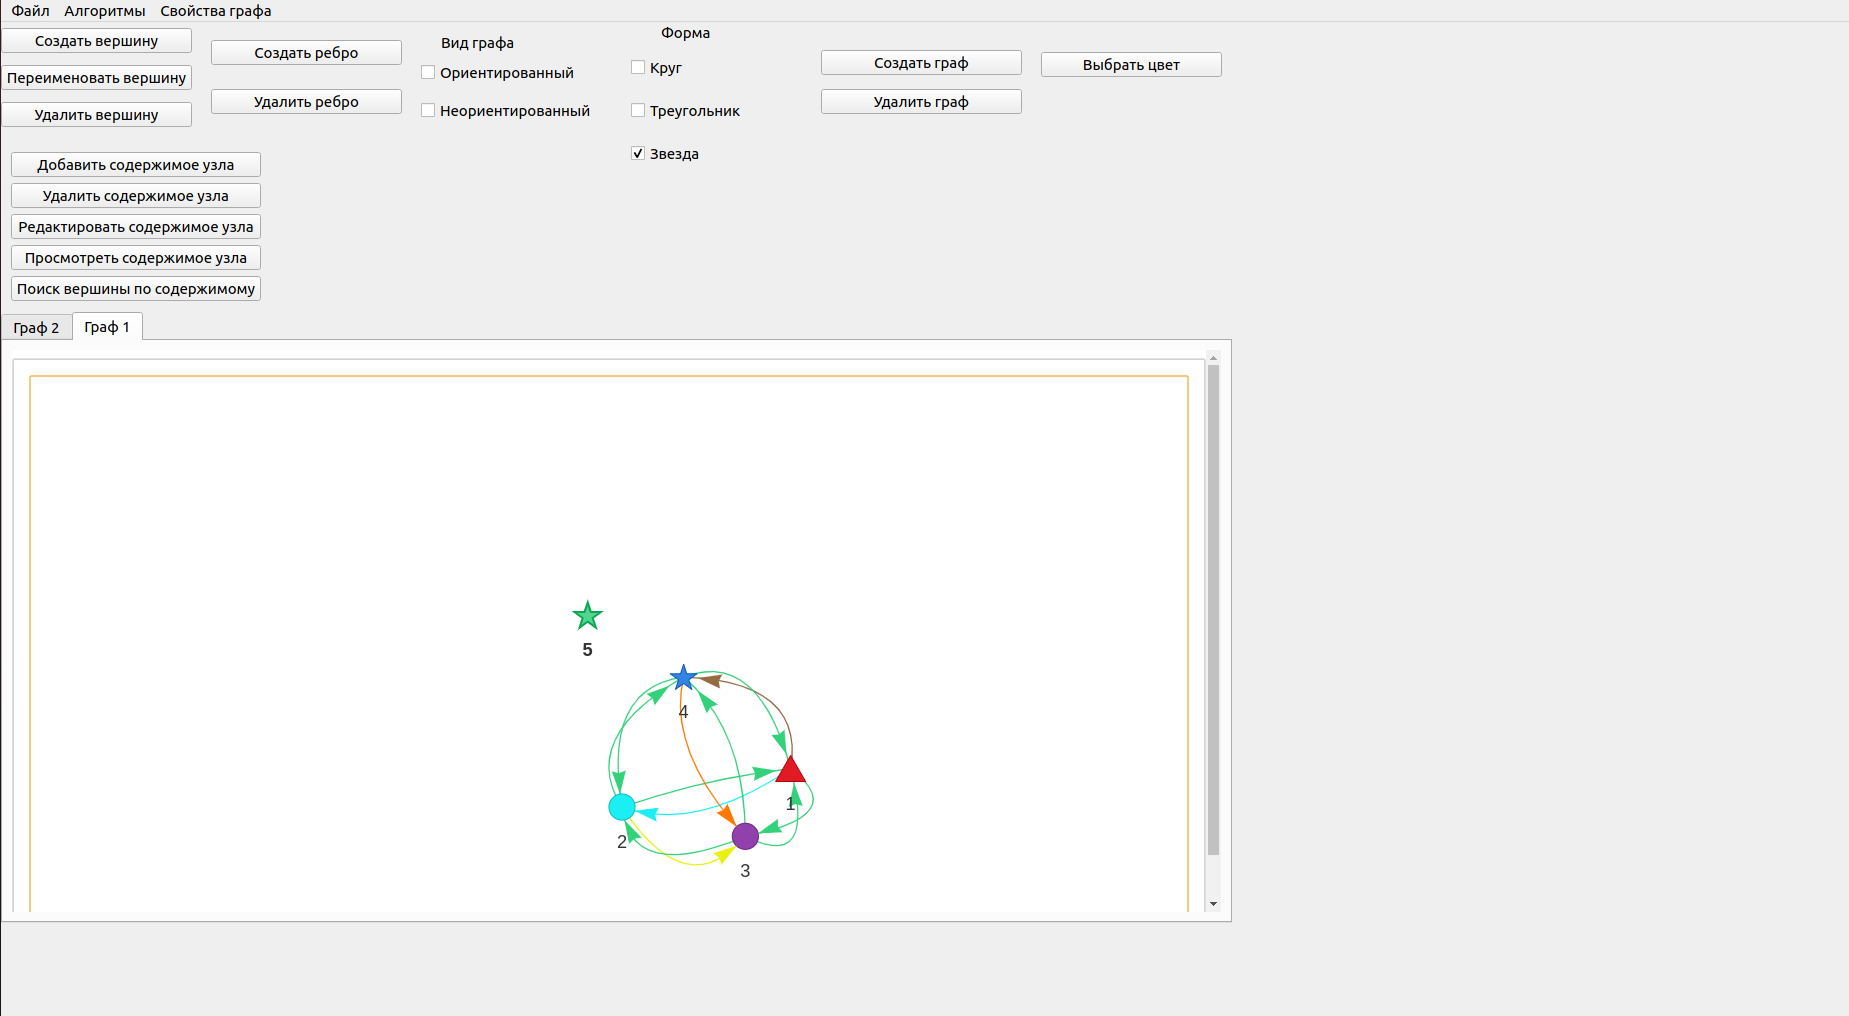 Файл Алгоритмы Свойства графа
Создать вершину
Переименовать вершину
Удалить вершину
Создать ребро
Удалить ребро
Вид графа
Ориентированный
Неориентированный
Форма
Круг
Треугольник
Звезда
Создать граф
Удалить граф
Выбрать цвет
Добавить содержимое узла
Удалить содержимое узла
Редактировать содержимое узла
Просмотреть содержимое узла
Поиск вершины по содержимому
Граф 2 Граф 1
5
4
1
2
3